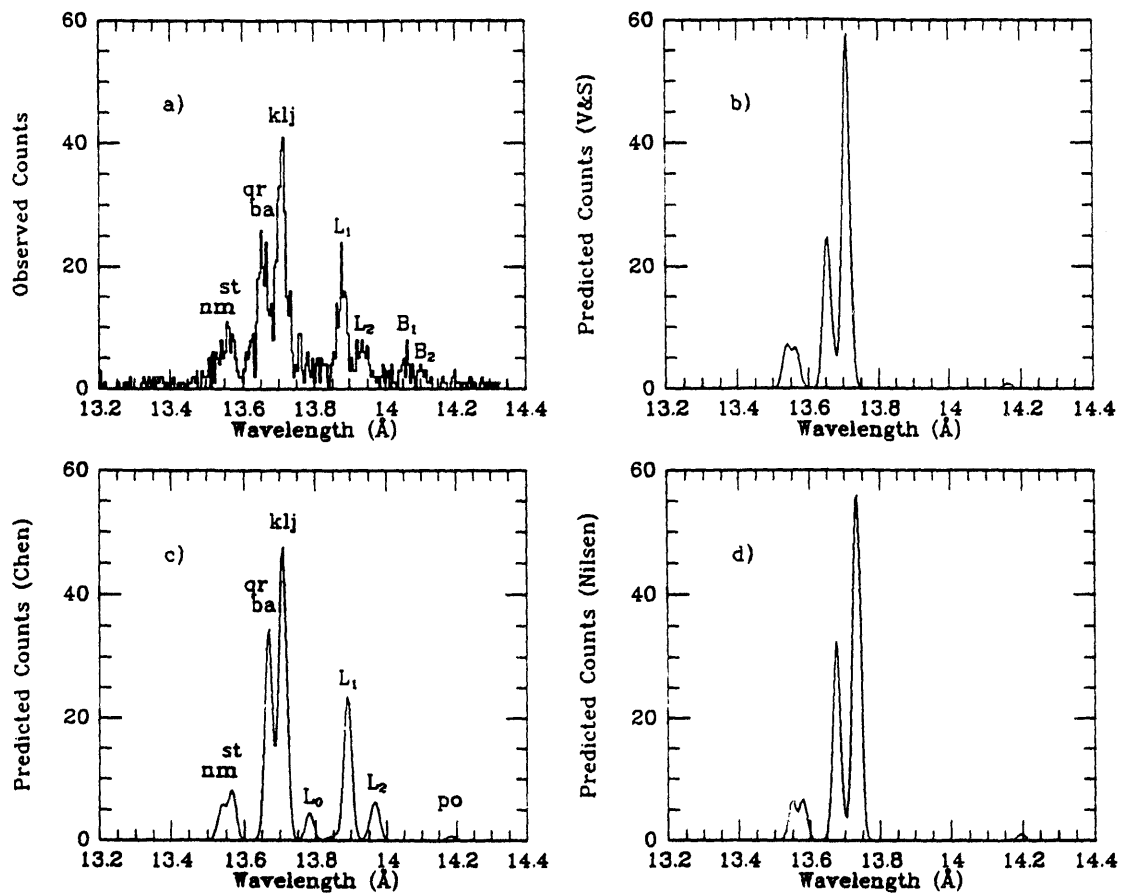 60
40
20
0
Observed Counts
a)
nm st
qr ba
klj
L₁
L₂
B₁
B₂
13.2 13.4 13.6 13.8 14 14.2 14.4
Wavelength (Å)
60
40
20
0
Predicted Counts (V&S)
b)
13.2 13.4 13.6 13.8 14 14.2 14.4
Wavelength (Å)
60
40
20
0
Predicted Counts (Chen)
c)
nm st
qr ba
klj
L₀
L₁
L₂
po
13.2 13.4 13.6 13.8 14 14.2 14.4
Wavelength (Å)
60
40
20
0
Predicted Counts (Nilsen)
d)
13.2 13.4 13.6 13.8 14 14.2 14.4
Wavelength (Å)